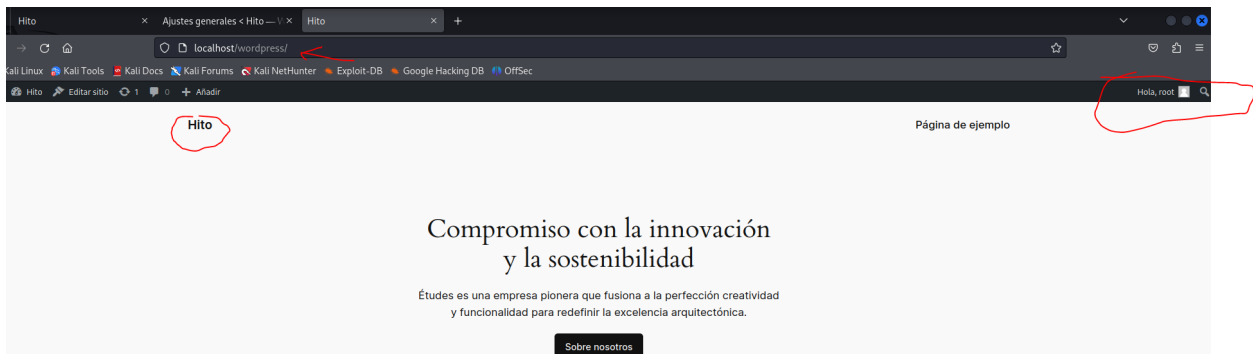 Hito
Ajustes generales < Hito — W
Hito
localhost/wordpress/
Kali Linux Kali Tools Kali Docs Kali Forums Kali NetHunter Exploit-DB Google Hacking DB OffSec
Hito Editar sitio 1 0 + Añadir Hola, root
Hito Página de ejemplo
Compromiso con la innovación
y la sostenibilidad
Études es una empresa pionera que fusiona a la perfección creatividad
y funcionalidad para redefinir la excelencia arquitectónica.
Sobre nosotros